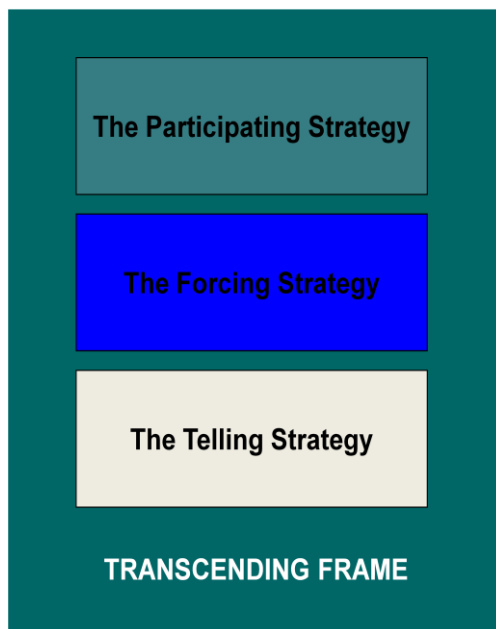 The Participating Strategy
The Forcing Strategy
The Telling Strategy
TRANSCENDING FRAME